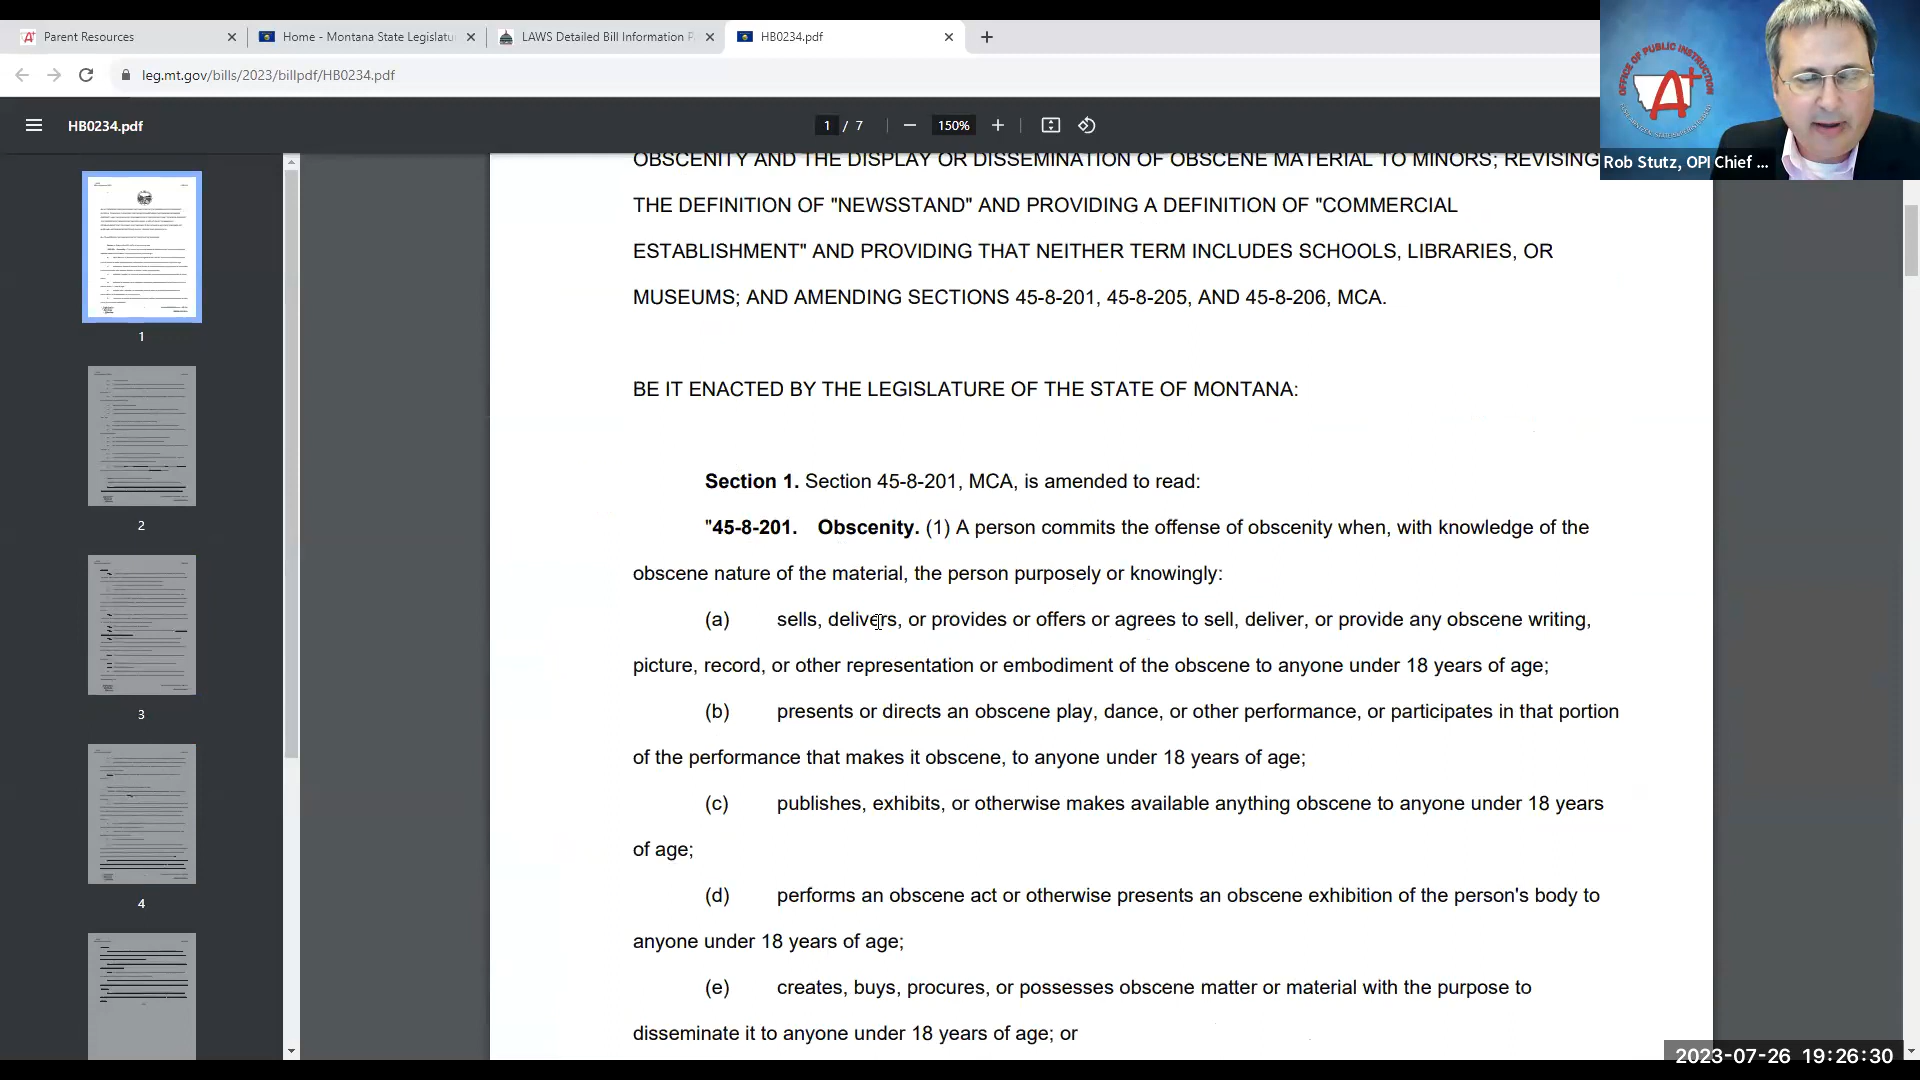 Parent Resources
Home - Montana State Legislatu
LAWS Detailed Bill Information P
HB0234.pdf
leg.mt.gov/bills/2023/billpdf/HB0234.pdf
HB0234.pdf
1 / 7
150%
OFFICE OF PUBLIC INSTRUCTION
A+
Rob Stutz, OPI Chief ...
1
2
3
4
OBSCENITY AND THE DISPLAY OR DISSEMINATION OF OBSCENE MATERIAL TO MINORS; REVISING
THE DEFINITION OF "NEWSSTAND" AND PROVIDING A DEFINITION OF "COMMERCIAL
ESTABLISHMENT" AND PROVIDING THAT NEITHER TERM INCLUDES SCHOOLS, LIBRARIES, OR
MUSEUMS; AND AMENDING SECTIONS 45-8-201, 45-8-205, AND 45-8-206, MCA.
BE IT ENACTED BY THE LEGISLATURE OF THE STATE OF MONTANA:
Section 1. Section 45-8-201, MCA, is amended to read:
"45-8-201. Obscenity. (1) A person commits the offense of obscenity when, with knowledge of the
obscene nature of the material, the person purposely or knowingly:
(a) sells, delivers, or provides or offers or agrees to sell, deliver, or provide any obscene writing,
picture, record, or other representation or embodiment of the obscene to anyone under 18 years of age;
(b) presents or directs an obscene play, dance, or other performance, or participates in that portion
of the performance that makes it obscene, to anyone under 18 years of age;
(c) publishes, exhibits, or otherwise makes available anything obscene to anyone under 18 years
of age;
(d) performs an obscene act or otherwise presents an obscene exhibition of the person's body to
anyone under 18 years of age;
(e) creates, buys, procures, or possesses obscene matter or material with the purpose to
disseminate it to anyone under 18 years of age; or
2023-07-26 19:26:30